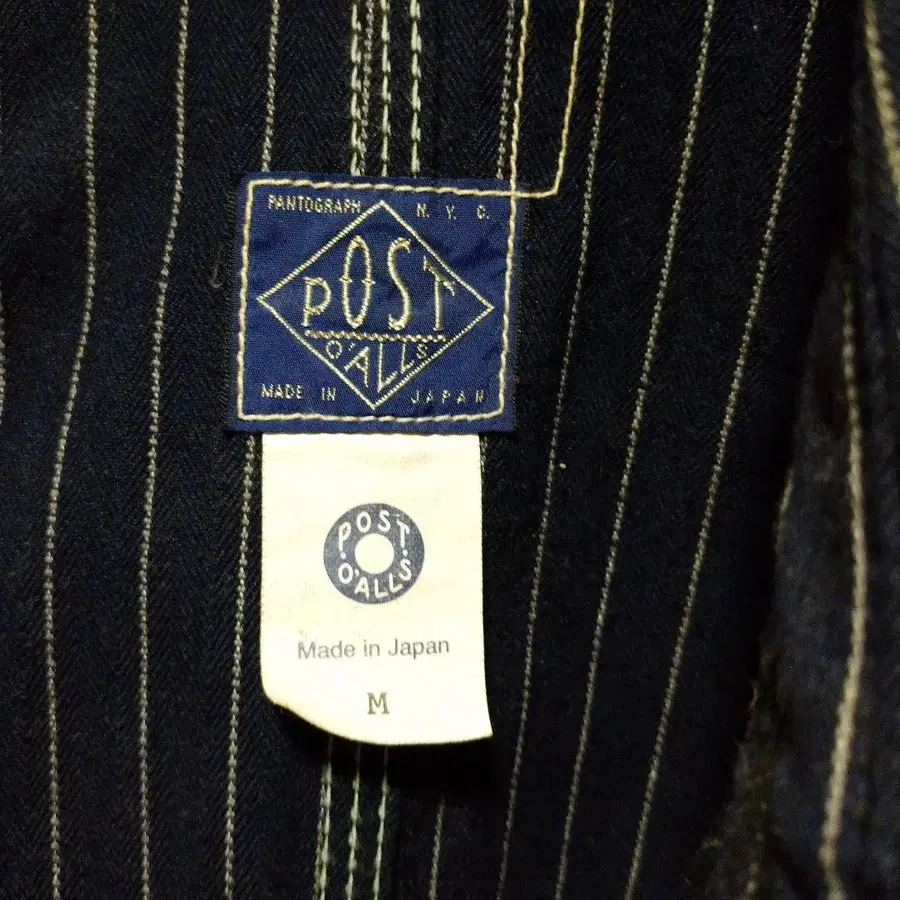 PANTOGRAPH N. Y. C.
POST
O'ALLS
MADE IN JAPAN
POST
O'ALLS
Made in Japan
M